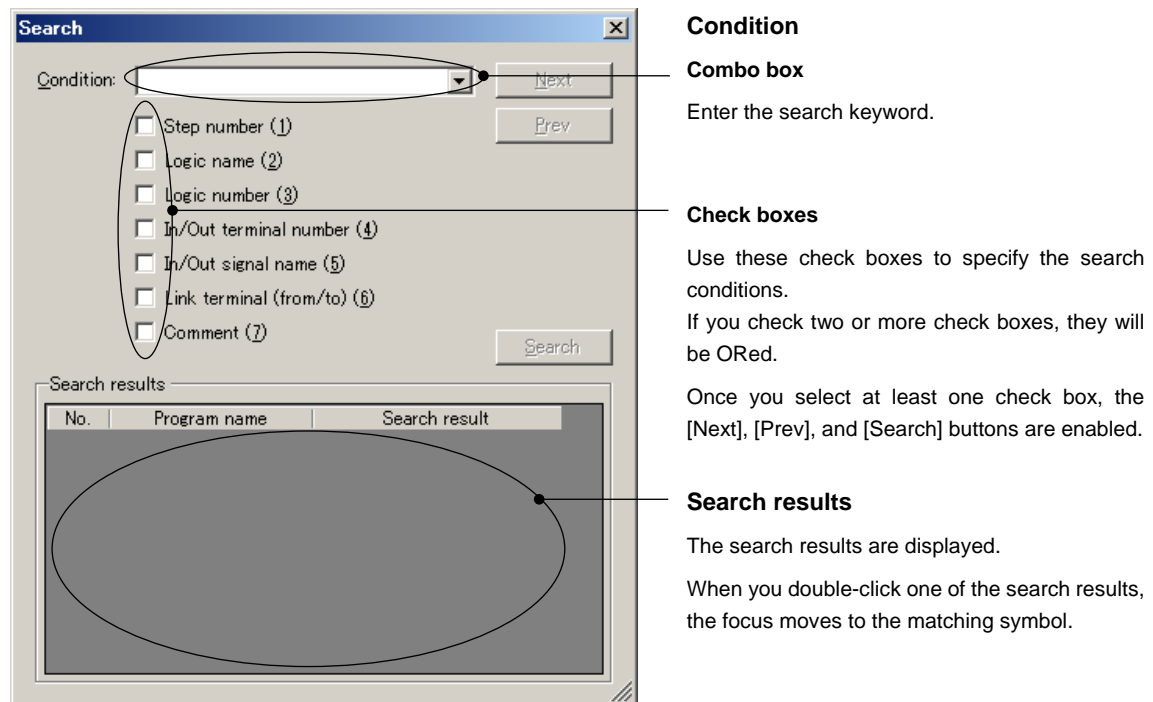 Search
Condition:
Next
Prev
Step number (1)
Logic name (2)
Logic number (3)
In/Out terminal number (4)
In/Out signal name (5)
Link terminal (from/to) (6)
Comment (7)
Search
Search results
No. Program name Search result
Condition
Combo box
Enter the search keyword.
Check boxes
Use these check boxes to specify the search
conditions.
If you check two or more check boxes, they will
be ORed.
Once you select at least one check box, the
[Next], [Prev], and [Search] buttons are enabled.
Search results
The search results are displayed.
When you double-click one of the search results,
the focus moves to the matching symbol.